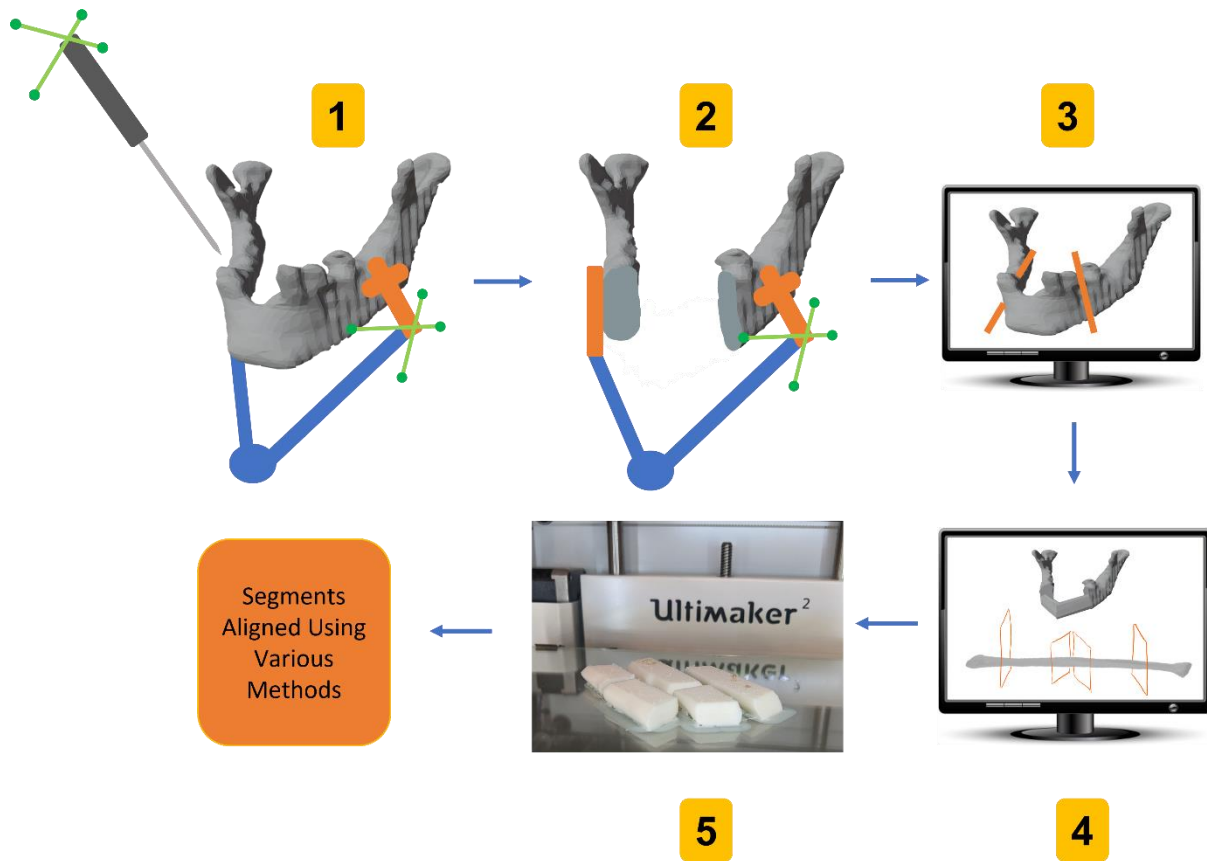 1
2
3
Segments
Aligned Using
Various
Methods
Ultimaker 2
5
4